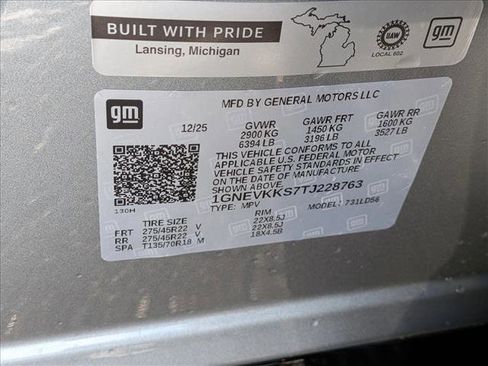 BUILT WITH PRIDE
Lansing, Michigan
UAW
LOCAL 602
gm
gm
MFD BY GENERAL MOTORS LLC
12/25
GVWR GAWR FRT GAWR RR
2900 KG 1450 KG 1600 KG
6394 LB 3196 LB 3527 LB
THIS VEHICLE CONFORMS TO ALL
APPLICABLE U.S. FEDERAL MOTOR
VEHICLE SAFETY STANDARDS IN EFFECT
ON THE DATE OF MANUFACTURE SHOWN ABOVE.
1GNEVKKS7TJ228763
TYPE: MPV MODEL: 731LD56
130H
TIRE SIZE RIM
FRT 275/45R22 V 22X8.5J
RR 275/45R22 V 22X8.5J
SPA T135/70R18 M 18X4.5B